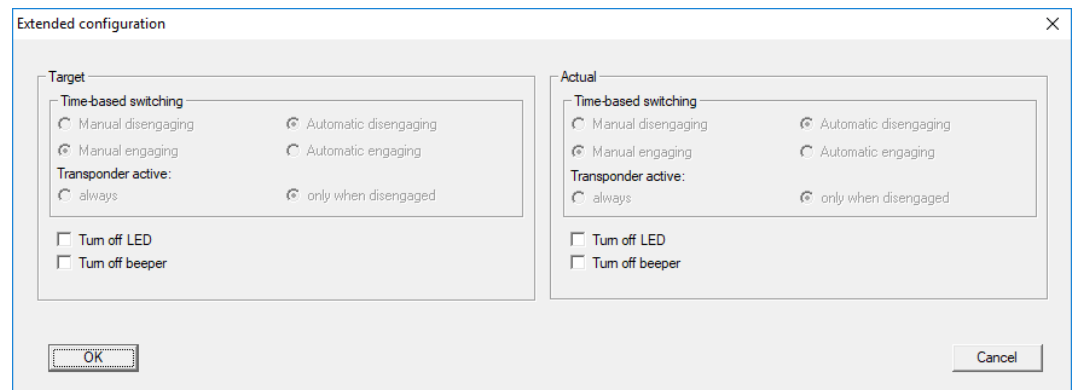 Extended configuration
Target
Time-based switching
Manual disengaging Automatic disengaging
Manual engaging Automatic engaging
Transponder active:
always only when disengaged
Turn off LED
Turn off beeper
Actual
Time-based switching
Manual disengaging Automatic disengaging
Manual engaging Automatic engaging
Transponder active:
always only when disengaged
Turn off LED
Turn off beeper
OK Cancel